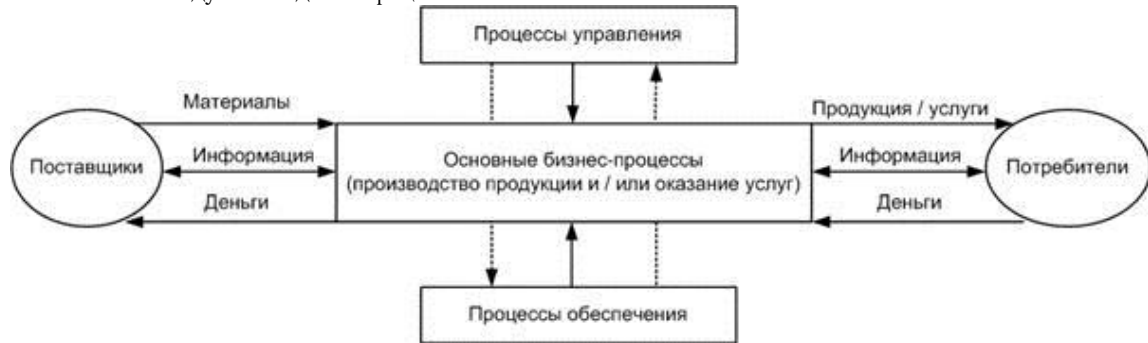 Процессы управления
Материалы
Продукция / услуги
Поставщики
Информация
Основные бизнес-процессы
(производство продукции и / или оказание услуг)
Информация
Потребители
Деньги
Деньги
Процессы обеспечения